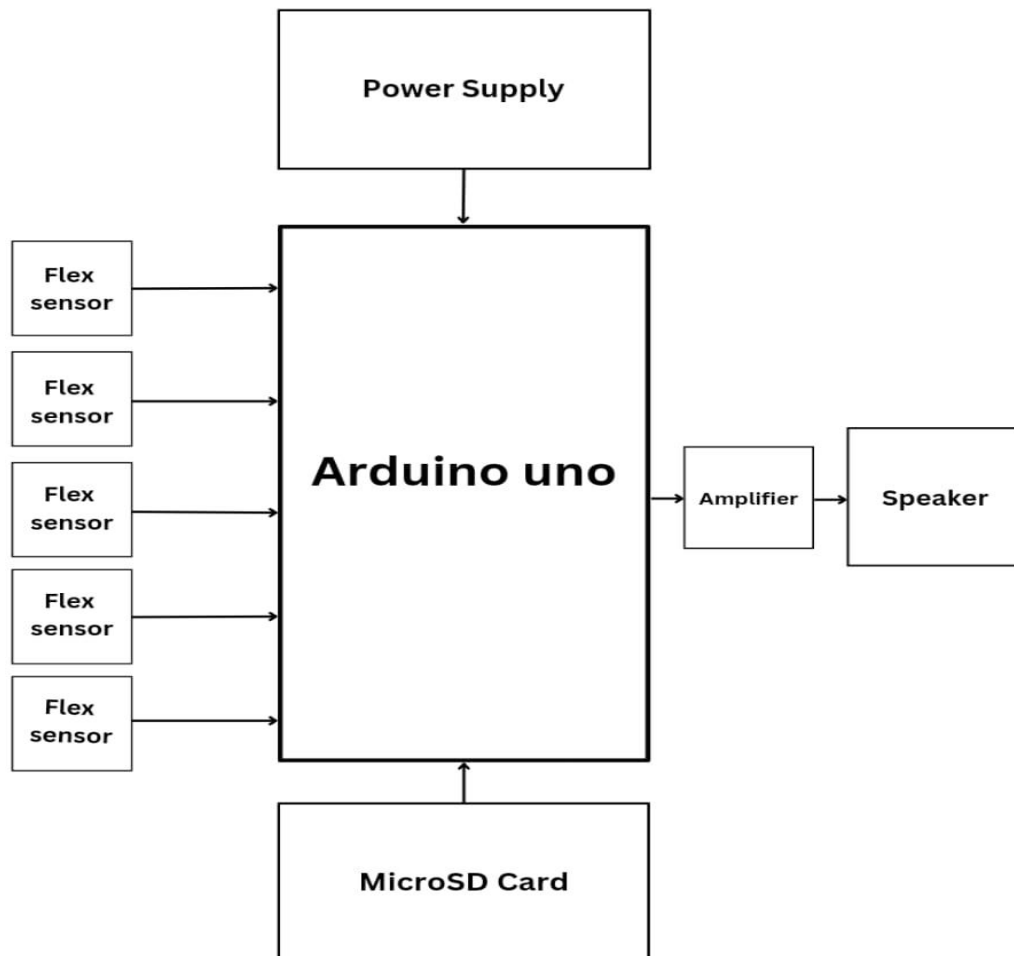 Power Supply
Flex
sensor
Flex
sensor
Flex
sensor
Flex
sensor
Flex
sensor
Arduino uno
Amplifier
Speaker
MicroSD Card